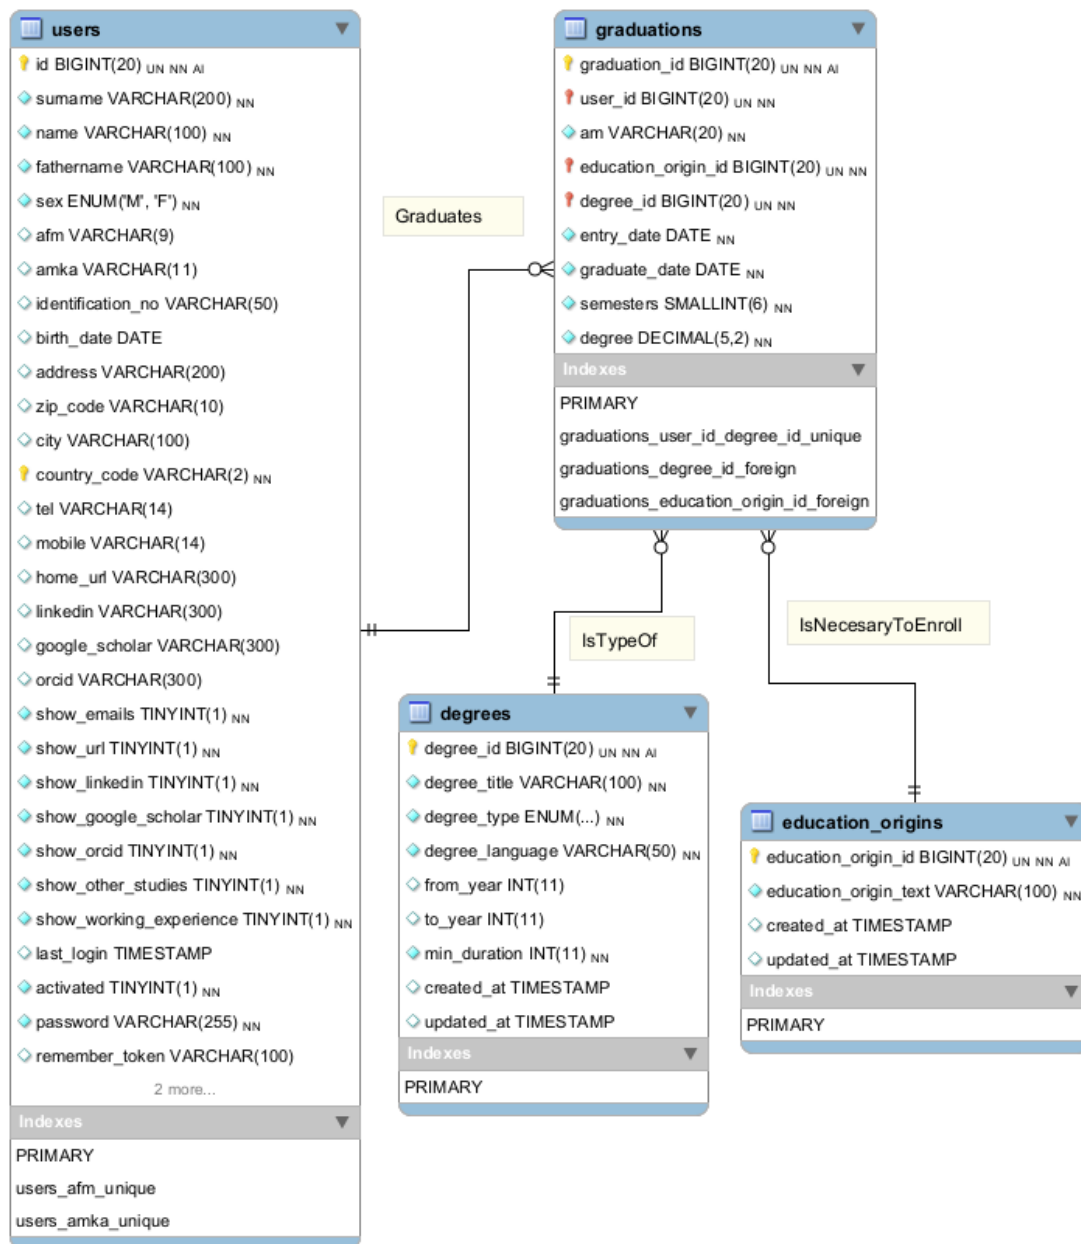 users
id BIGINT(20) UN NN AI
surname VARCHAR(200) NN
name VARCHAR(100) NN
fathername VARCHAR(100) NN
sex ENUM('M', 'F') NN
afm VARCHAR(9)
amka VARCHAR(11)
identification_no VARCHAR(50)
birth_date DATE
address VARCHAR(200)
zip_code VARCHAR(10)
city VARCHAR(100)
country_code VARCHAR(2) NN
tel VARCHAR(14)
mobile VARCHAR(14)
home_url VARCHAR(300)
linkedin VARCHAR(300)
google_scholar VARCHAR(300)
orcid VARCHAR(300)
show_emails TINYINT(1) NN
show_url TINYINT(1) NN
show_linkedin TINYINT(1) NN
show_google_scholar TINYINT(1) NN
show_orcid TINYINT(1) NN
show_other_studies TINYINT(1) NN
show_working_experience TINYINT(1) NN
last_login TIMESTAMP
activated TINYINT(1) NN
password VARCHAR(255) NN
remember_token VARCHAR(100)
2 more...
Indexes
PRIMARY
users_afm_unique
users_amka_unique
Graduates
graduations
graduation_id BIGINT(20) UN NN AI
user_id BIGINT(20) UN NN
am VARCHAR(20) NN
education_origin_id BIGINT(20) UN NN
degree_id BIGINT(20) UN NN
entry_date DATE NN
graduate_date DATE NN
semesters SMALLINT(6) NN
degree DECIMAL(5,2) NN
Indexes
PRIMARY
graduations_user_id_degree_id_unique
graduations_degree_id_foreign
graduations_education_origin_id_foreign
IsTypeOf
IsNecesaryToEnroll
degrees
degree_id BIGINT(20) UN NN AI
degree_title VARCHAR(100) NN
degree_type ENUM(...) NN
degree_language VARCHAR(50) NN
from_year INT(11)
to_year INT(11)
min_duration INT(11) NN
created_at TIMESTAMP
updated_at TIMESTAMP
Indexes
PRIMARY
education_origins
education_origin_id BIGINT(20) UN NN AI
education_origin_text VARCHAR(100) NN
created_at TIMESTAMP
updated_at TIMESTAMP
Indexes
PRIMARY